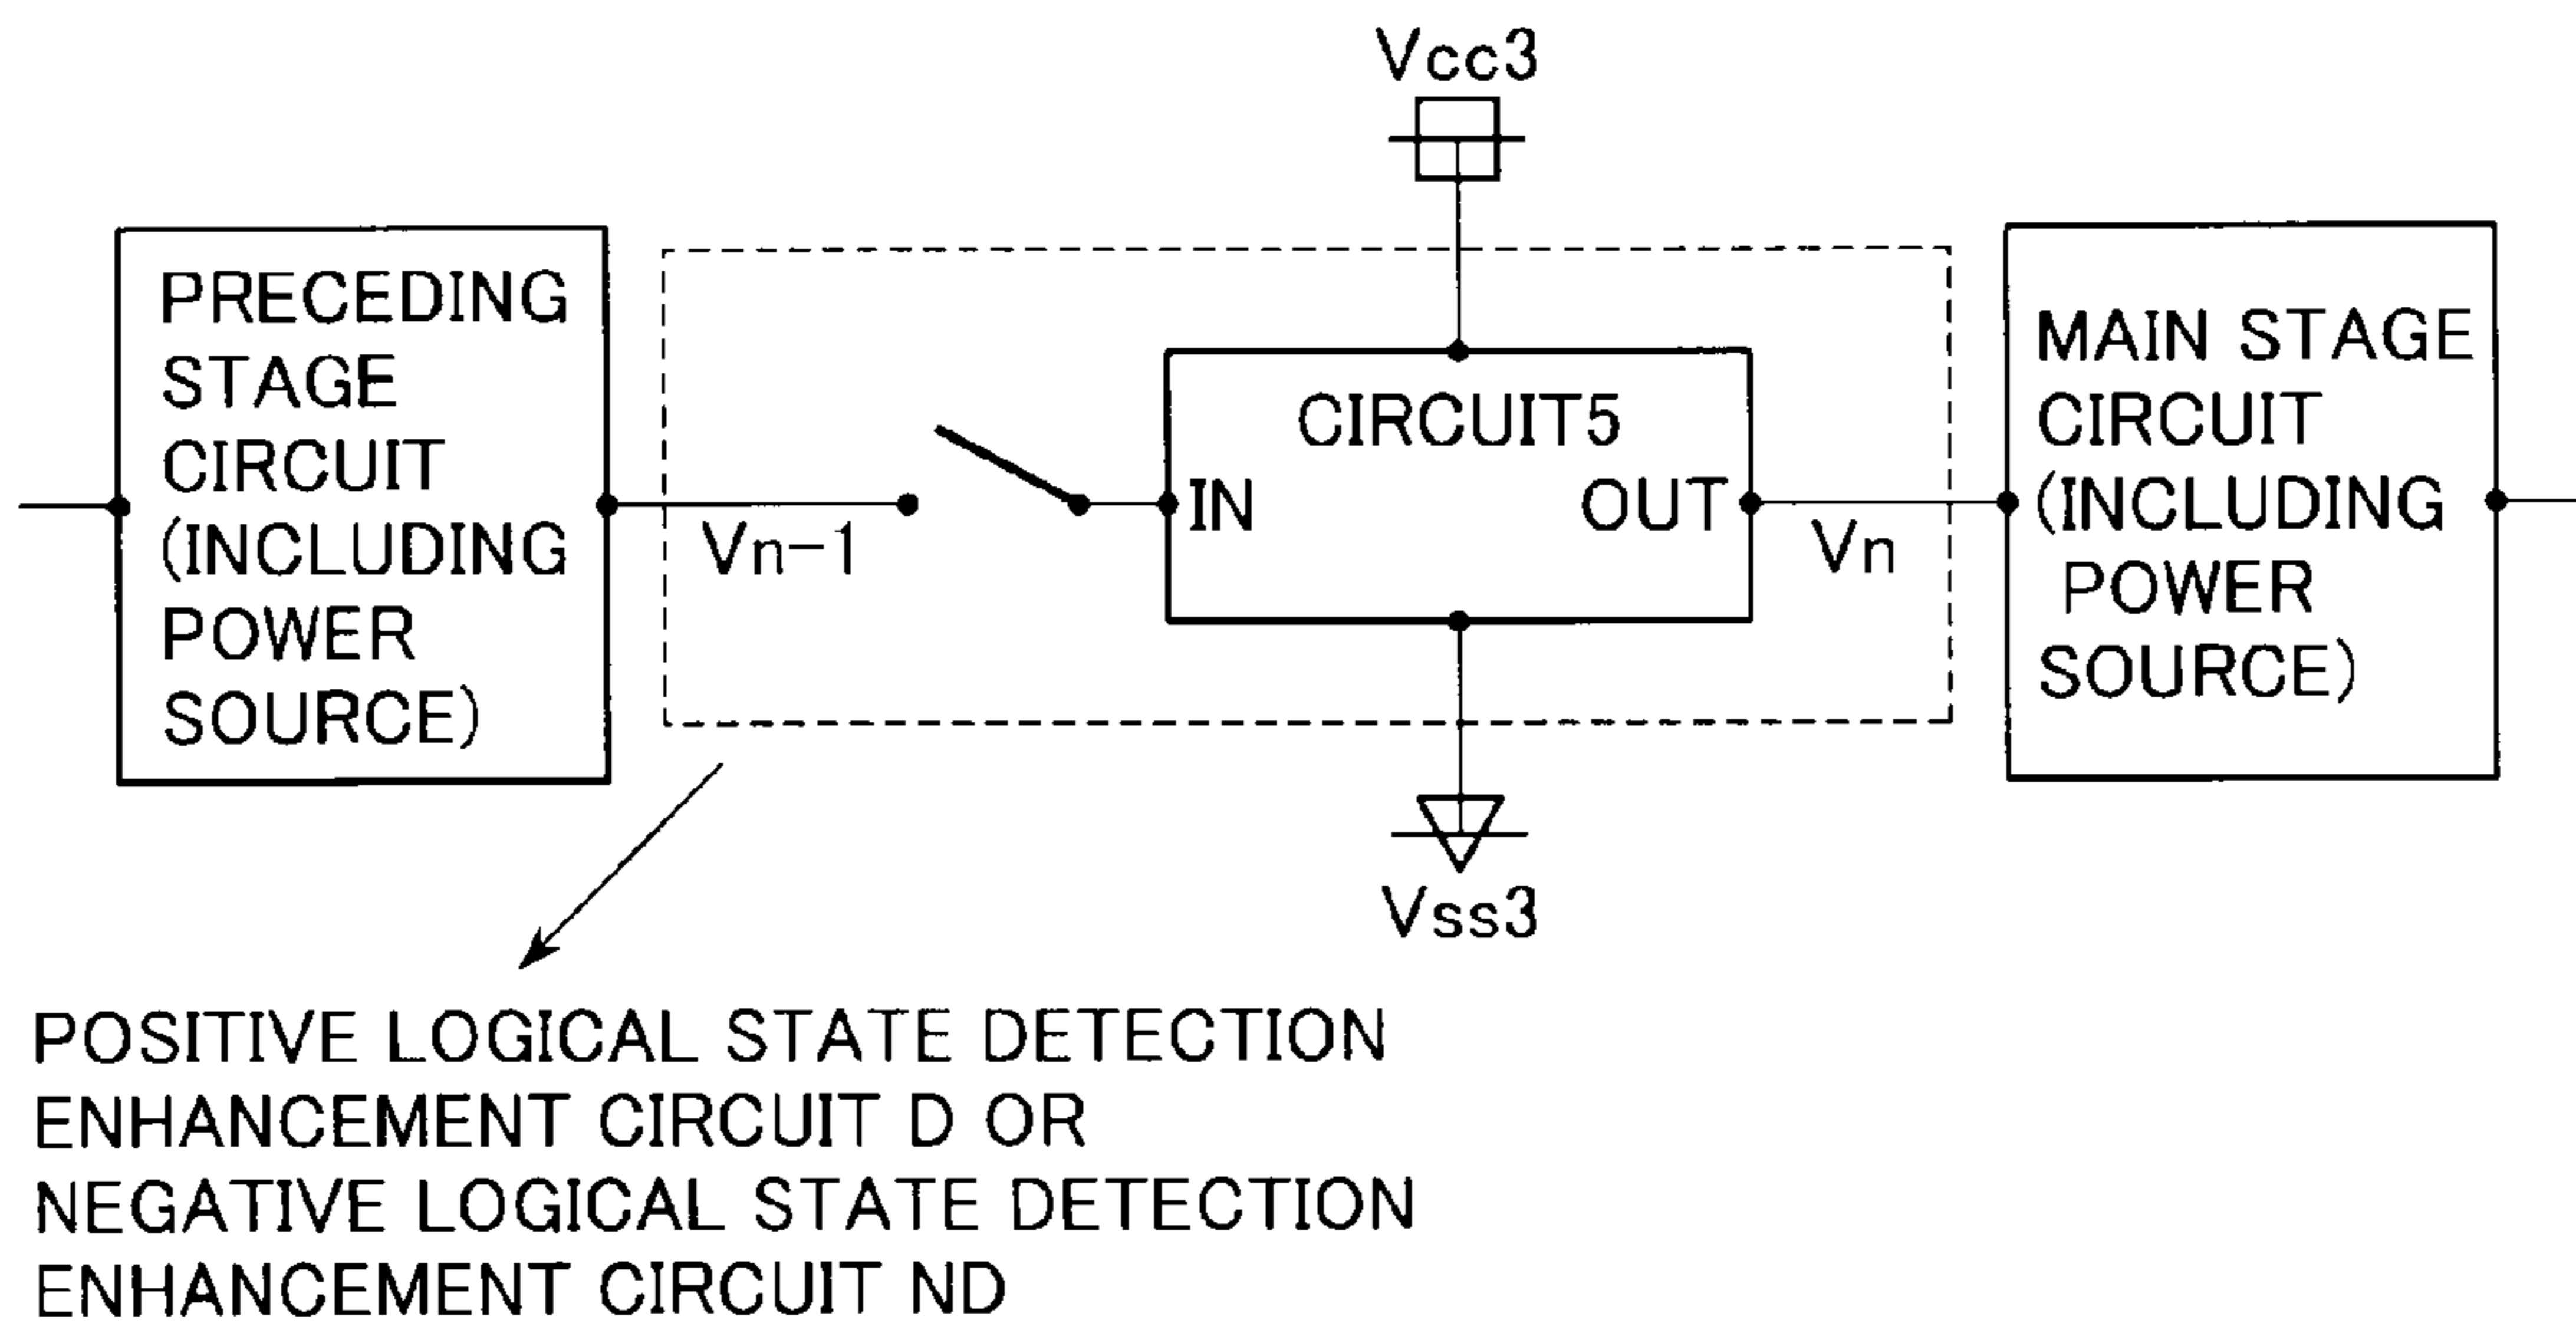 Vcc3
PRECEDING
STAGE
CIRCUIT
(INCLUDING
POWER
SOURCE)
Vn-1
CIRCUIT5
IN
OUT
Vn
MAIN STAGE
CIRCUIT
(INCLUDING
POWER
SOURCE)
Vss3
POSITIVE LOGICAL STATE DETECTION
ENHANCEMENT CIRCUIT D OR
NEGATIVE LOGICAL STATE DETECTION
ENHANCEMENT CIRCUIT ND